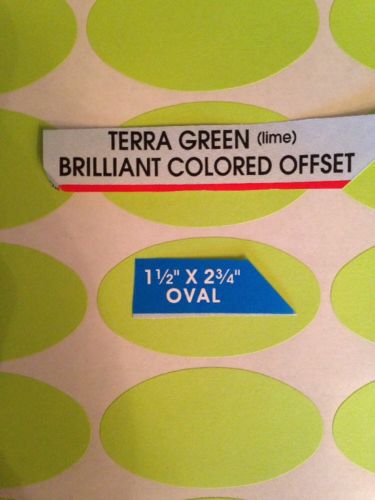 TERRA GREEN (lime)
BRILLIANT COLORED OFFSET
1½" X 2¾"
OVAL